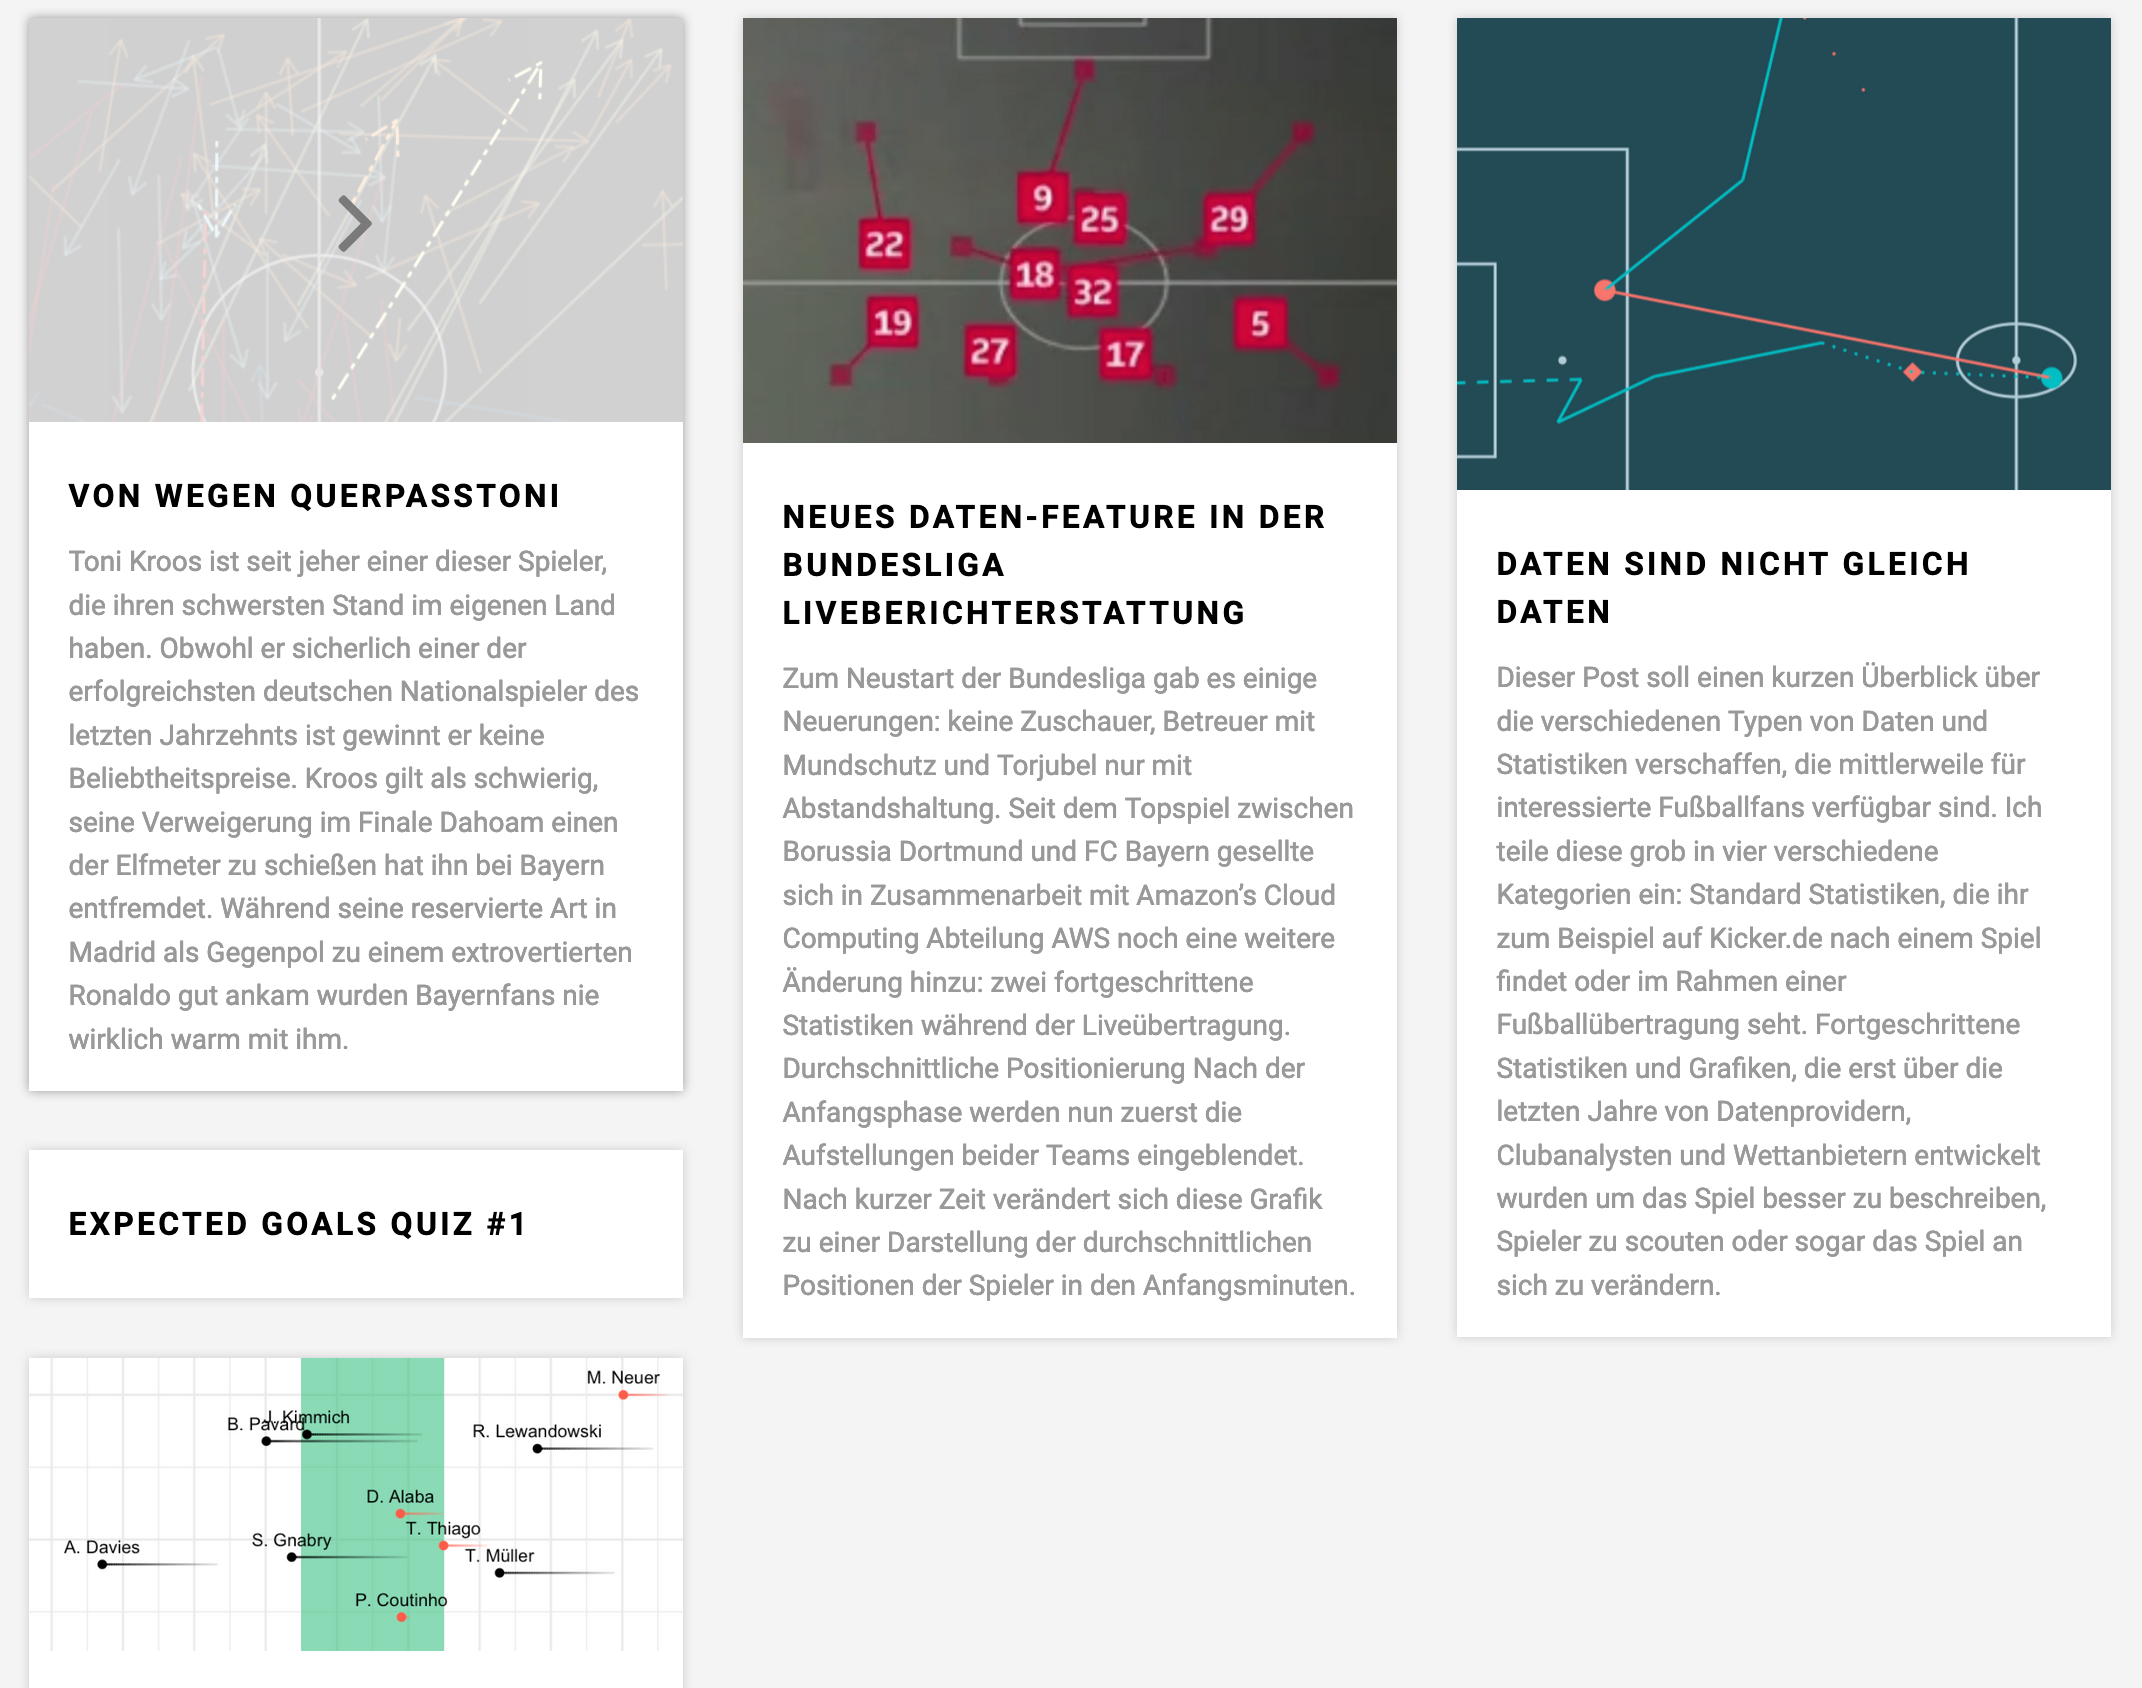 VON WEGEN QUERPASSTONI
Toni Kroos ist seit jeher einer dieser Spieler,
die ihren schwersten Stand im eigenen Land
haben. Obwohl er sicherlich einer der
erfolgreichsten deutschen Nationalspieler des
letzten Jahrzehnts ist gewinnt er keine
Beliebtheitspreise. Kroos gilt als schwierig,
seine Verweigerung im Finale Dahoam einen
der Elfmeter zu schießen hat ihn bei Bayern
entfremdet. Während seine reservierte Art in
Madrid als Gegenpol zu einem extrovertierten
Ronaldo gut ankam wurden Bayernfans nie
wirklich warm mit ihm.
EXPECTED GOALS QUIZ #1
M. Neuer
J. Kimmich
B. Pavard
R. Lewandowski
D. Alaba
T. Thiago
S. Gnabry
A. Davies
T. Müller
P. Coutinho
9
25
29
22
18
32
19
5
27
17
NEUES DATEN-FEATURE IN DER
BUNDESLIGA
LIVEBERICHTERSTATTUNG
Zum Neustart der Bundesliga gab es einige
Neuerungen: keine Zuschauer, Betreuer mit
Mundschutz und Torjubel nur mit
Abstandshaltung. Seit dem Topspiel zwischen
Borussia Dortmund und FC Bayern gesellte
sich in Zusammenarbeit mit Amazon’s Cloud
Computing Abteilung AWS noch eine weitere
Änderung hinzu: zwei fortgeschrittene
Statistiken während der Liveübertragung.
Durchschnittliche Positionierung Nach der
Anfangsphase werden nun zuerst die
Aufstellungen beider Teams eingeblendet.
Nach kurzer Zeit verändert sich diese Grafik
zu einer Darstellung der durchschnittlichen
Positionen der Spieler in den Anfangsminuten.
DATEN SIND NICHT GLEICH
DATEN
Dieser Post soll einen kurzen Überblick über
die verschiedenen Typen von Daten und
Statistiken verschaffen, die mittlerweile für
interessierte Fußballfans verfügbar sind. Ich
teile diese grob in vier verschiedene
Kategorien ein: Standard Statistiken, die ihr
zum Beispiel auf Kicker.de nach einem Spiel
findet oder im Rahmen einer
Fußballübertragung seht. Fortgeschrittene
Statistiken und Grafiken, die erst über die
letzten Jahre von Datenprovidern,
Clubanalysten und Wettanbietern entwickelt
wurden um das Spiel besser zu beschreiben,
Spieler zu scouten oder sogar das Spiel an
sich zu verändern.